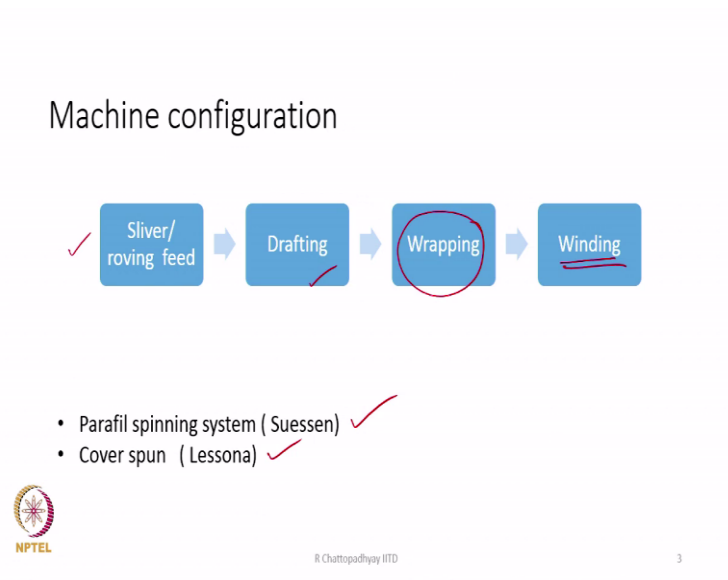 Machine configuration
Sliver/
roving feed
Drafting
Wrapping
Winding
• Parafil spinning system ( Suessen)
• Cover spun ( Lessona)
NPTEL
R Chattopadhyay IITD
3